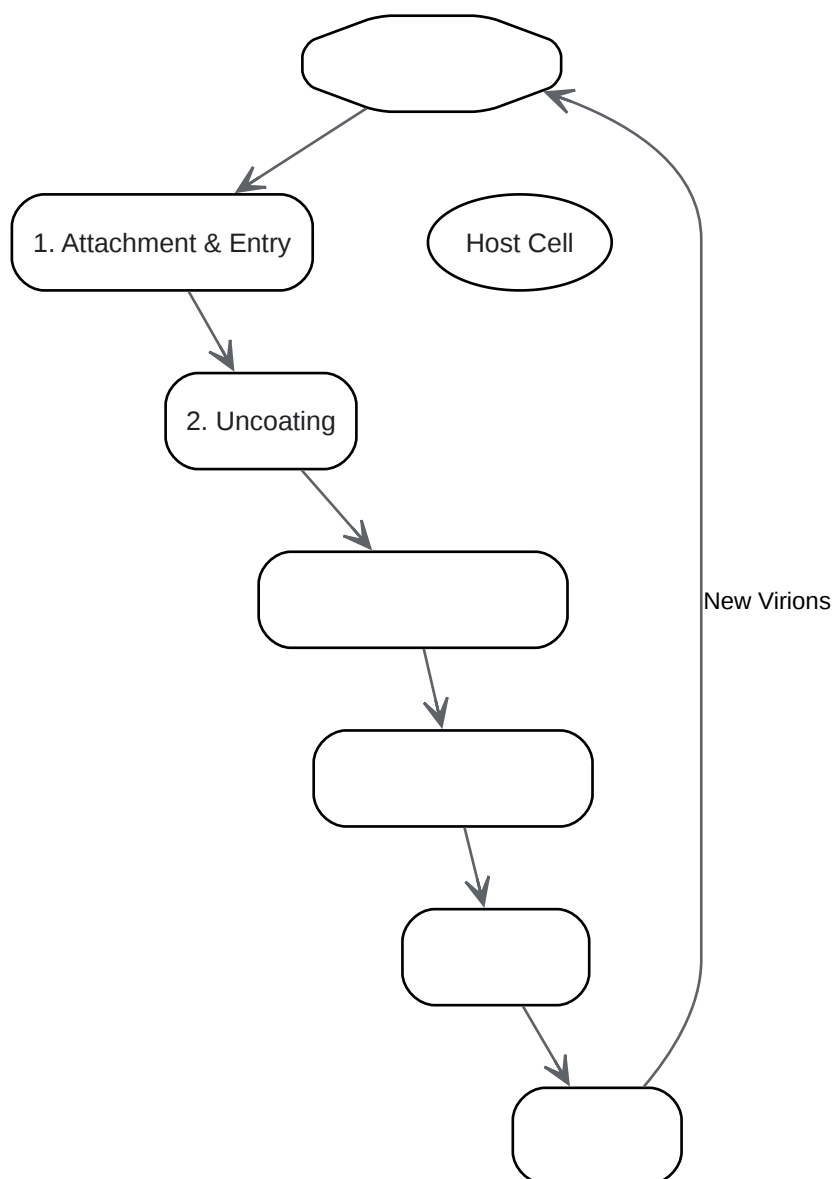 1. Attachment & Entry
Host Cell
2. Uncoating
New Virions